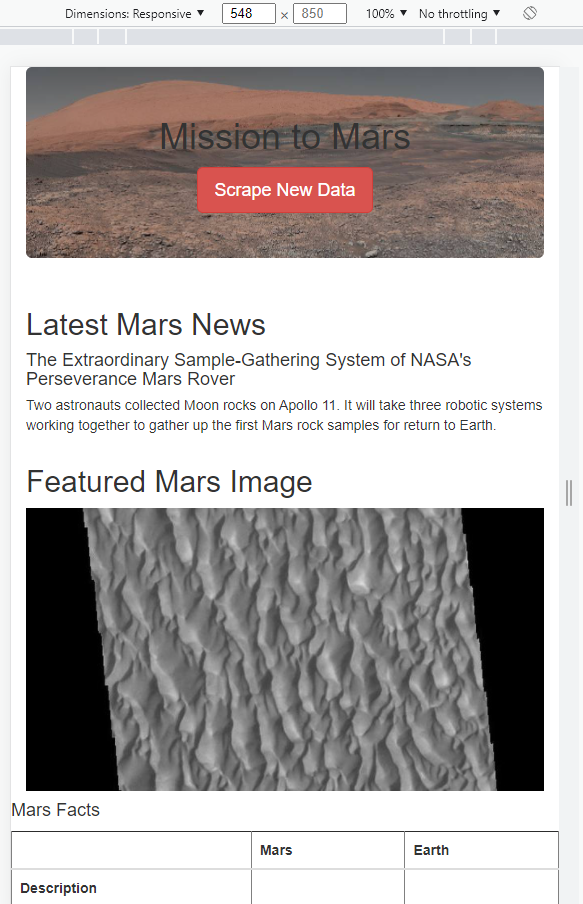 Dimensions: Responsive ▼ 548 × 850 100% ▼ No throttling ▼
Mission to Mars
Scrape New Data
Latest Mars News
The Extraordinary Sample-Gathering System of NASA's
Perseverance Mars Rover
Two astronauts collected Moon rocks on Apollo 11. It will take three robotic systems
working together to gather up the first Mars rock samples for return to Earth.
Featured Mars Image
Mars Facts
Mars Earth
Description